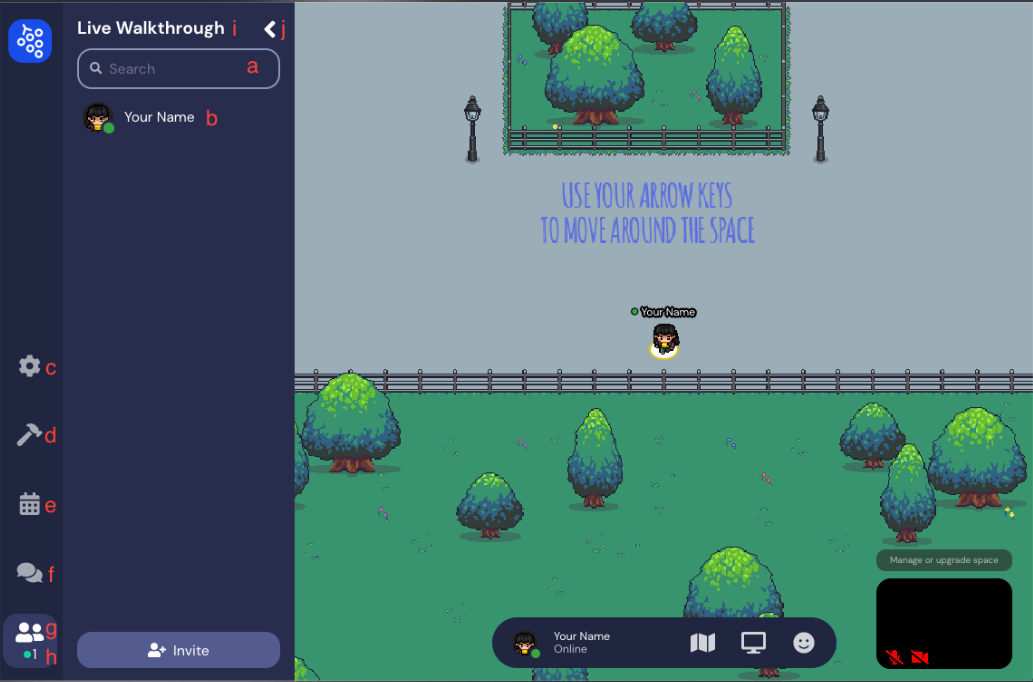 Live Walkthrough i j
Search a
Your Name b
USE YOUR ARROW KEYS
TO MOVE AROUND THE SPACE
Your Name
c
d
e
f
g
1 h
Invite
Your Name
Online
Manage or upgrade space